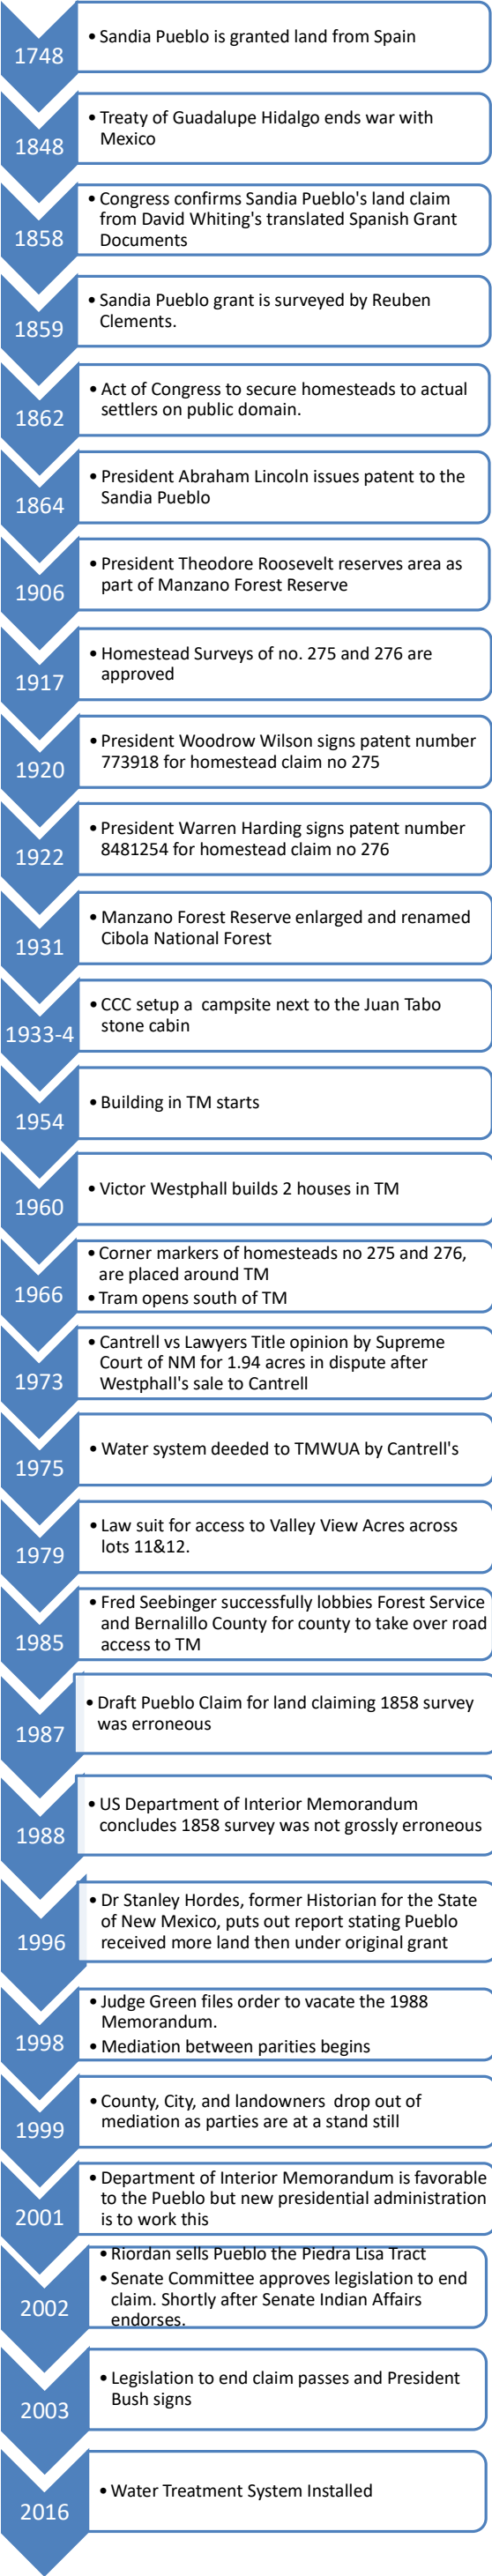 1748
• Sandia Pueblo is granted land from Spain
1848
• Treaty of Guadalupe Hidalgo ends war with
Mexico
1858
• Congress confirms Sandia Pueblo's land claim
from David Whiting's translated Spanish Grant
Documents
1859
• Sandia Pueblo grant is surveyed by Reuben
Clements.
1862
• Act of Congress to secure homesteads to actual
settlers on public domain.
1864
• President Abraham Lincoln issues patent to the
Sandia Pueblo
1906
• President Theodore Roosevelt reserves area as
part of Manzano Forest Reserve
1917
• Homestead Surveys of no. 275 and 276 are
approved
1920
• President Woodrow Wilson signs patent number
773918 for homestead claim no 275
1922
• President Warren Harding signs patent number
8481254 for homestead claim no 276
1931
• Manzano Forest Reserve enlarged and renamed
Cibola National Forest
1933-4
• CCC setup a campsite next to the Juan Tabo
stone cabin
1954
• Building in TM starts
1960
• Victor Westphall builds 2 houses in TM
1966
• Corner markers of homesteads no 275 and 276,
are placed around TM
• Tram opens south of TM
1973
• Cantrell vs Lawyers Title opinion by Supreme
Court of NM for 1.94 acres in dispute after
Westphall's sale to Cantrell
1975
• Water system deeded to TMWUA by Cantrell's
1979
• Law suit for access to Valley View Acres across
lots 11&12.
1985
• Fred Seebinger successfully lobbies Forest Service
and Bernalillo County for county to take over road
access to TM
1987
• Draft Pueblo Claim for land claiming 1858 survey
was erroneous
1988
• US Department of Interior Memorandum
concludes 1858 survey was not grossly erroneous
1996
• Dr Stanley Hordes, former Historian for the State
of New Mexico, puts out report stating Pueblo
received more land then under original grant
1998
• Judge Green files order to vacate the 1988
Memorandum.
• Mediation between parities begins
1999
• County, City, and landowners drop out of
mediation as parties are at a stand still
2001
• Department of Interior Memorandum is favorable
to the Pueblo but new presidential administration
is to work this
2002
• Riordan sells Pueblo the Piedra Lisa Tract
• Senate Committee approves legislation to end
claim. Shortly after Senate Indian Affairs
endorses.
2003
• Legislation to end claim passes and President
Bush signs
2016
• Water Treatment System Installed